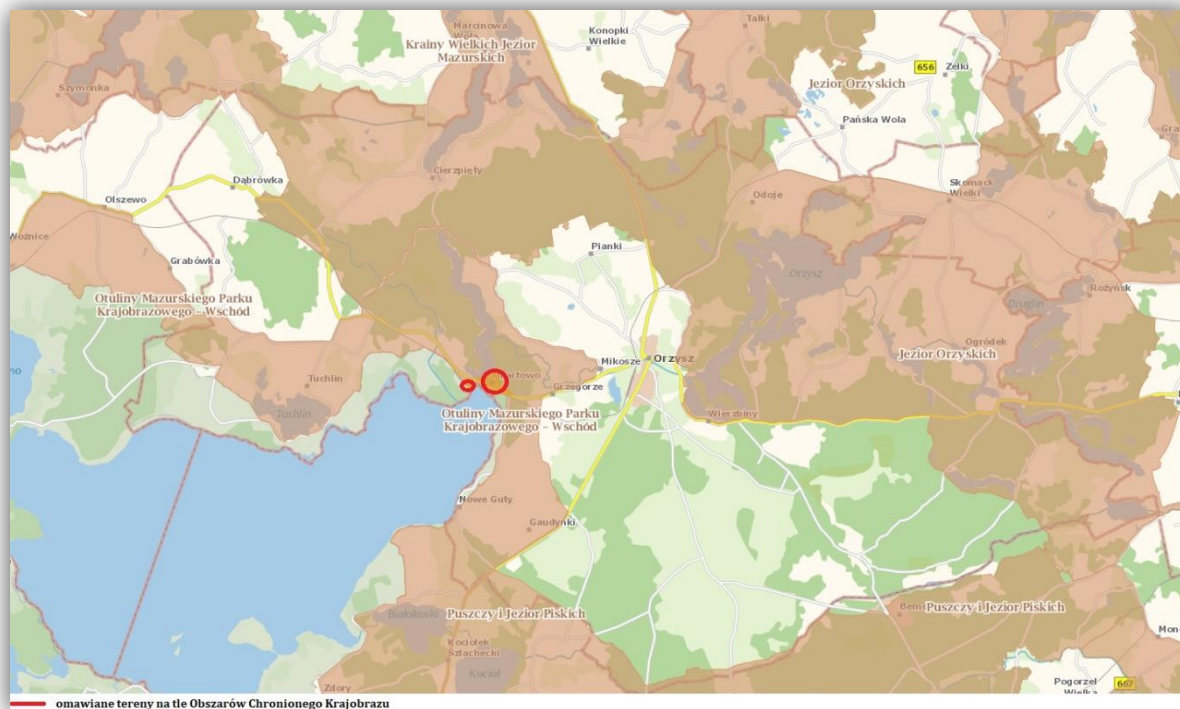 Marcinowa
Wola
Konopki
Wielkie
Talki
Krainy Wielkich Jezior
Mazurskich
656
Zelki
Szymonka
Jezior Orzyskich
Pańska Wola
Cierzpięty
Dąbrówka
Olszewo
Odoje
Skomack
Wielki
Woźnice
Pianki
Grabówka
Orzysz
Rożyńsk
Otuliny Mazurskiego Parku
Krajobrazowego – Wschód
Druglin
Ogródek
Jezior Orzyskich
Mikosze
Orzysz
Tuchlin
Grzegorze
Tuchlin
Otuliny Mazurskiego Parku
Krajobrazowego – Wschód
Wierzbiny
Nowe Guty
Gaudynki
Białoławki
Puszczy i Jezior Piskich
Puszczy i Jezior Piskich
Kociołek
Szlachecki
Kocioł
Zdory
Pogorzel
Wielka
667
omawiane tereny na tle Obszarów Chronionego Krajobrazu